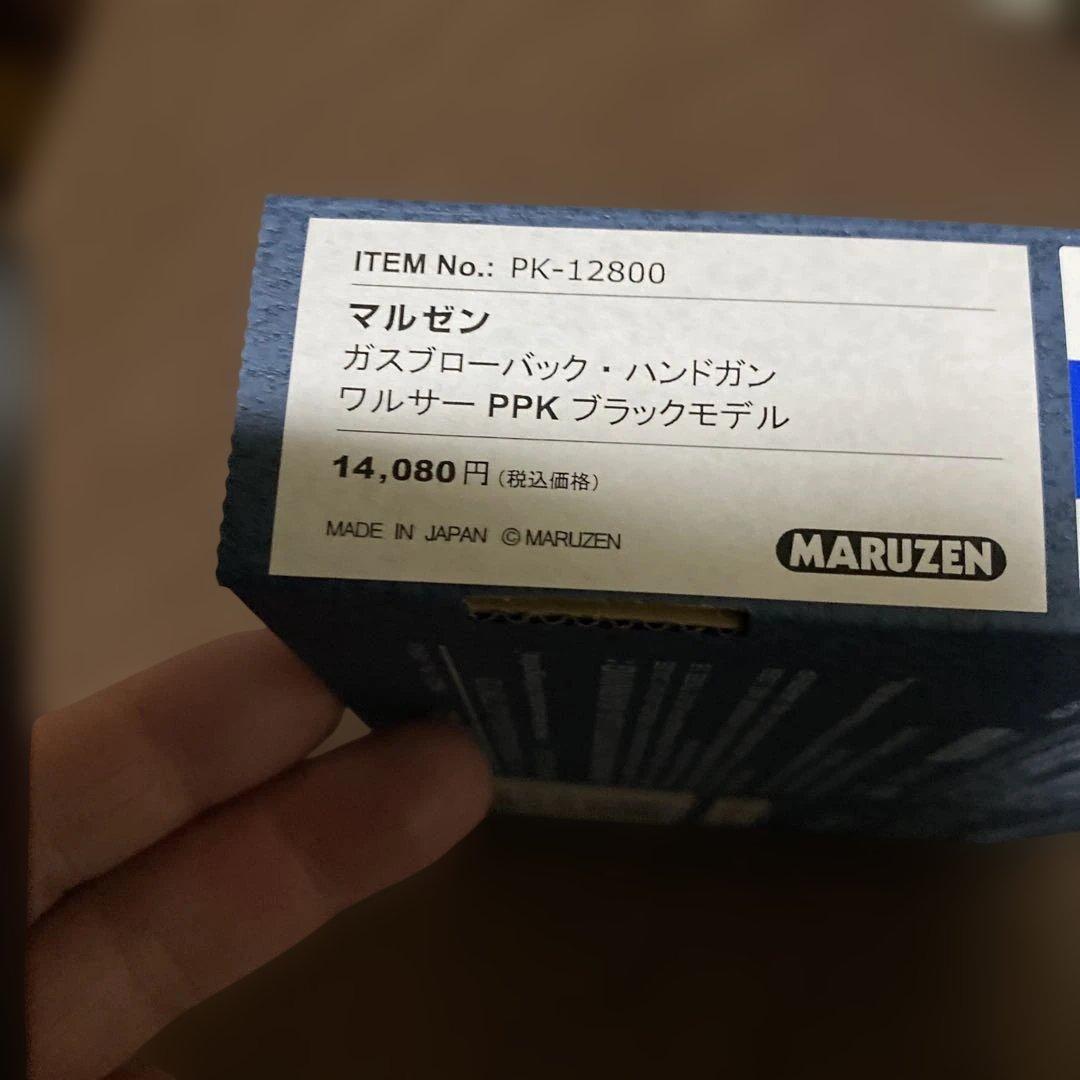 ITEM No.: PK-12800
マルゼン
ガスブローバック・ハンドガン
ワルサー PPK ブラックモデル
14,080円(税込価格)
MADE IN JAPAN ©MARUZEN
MARUZEN